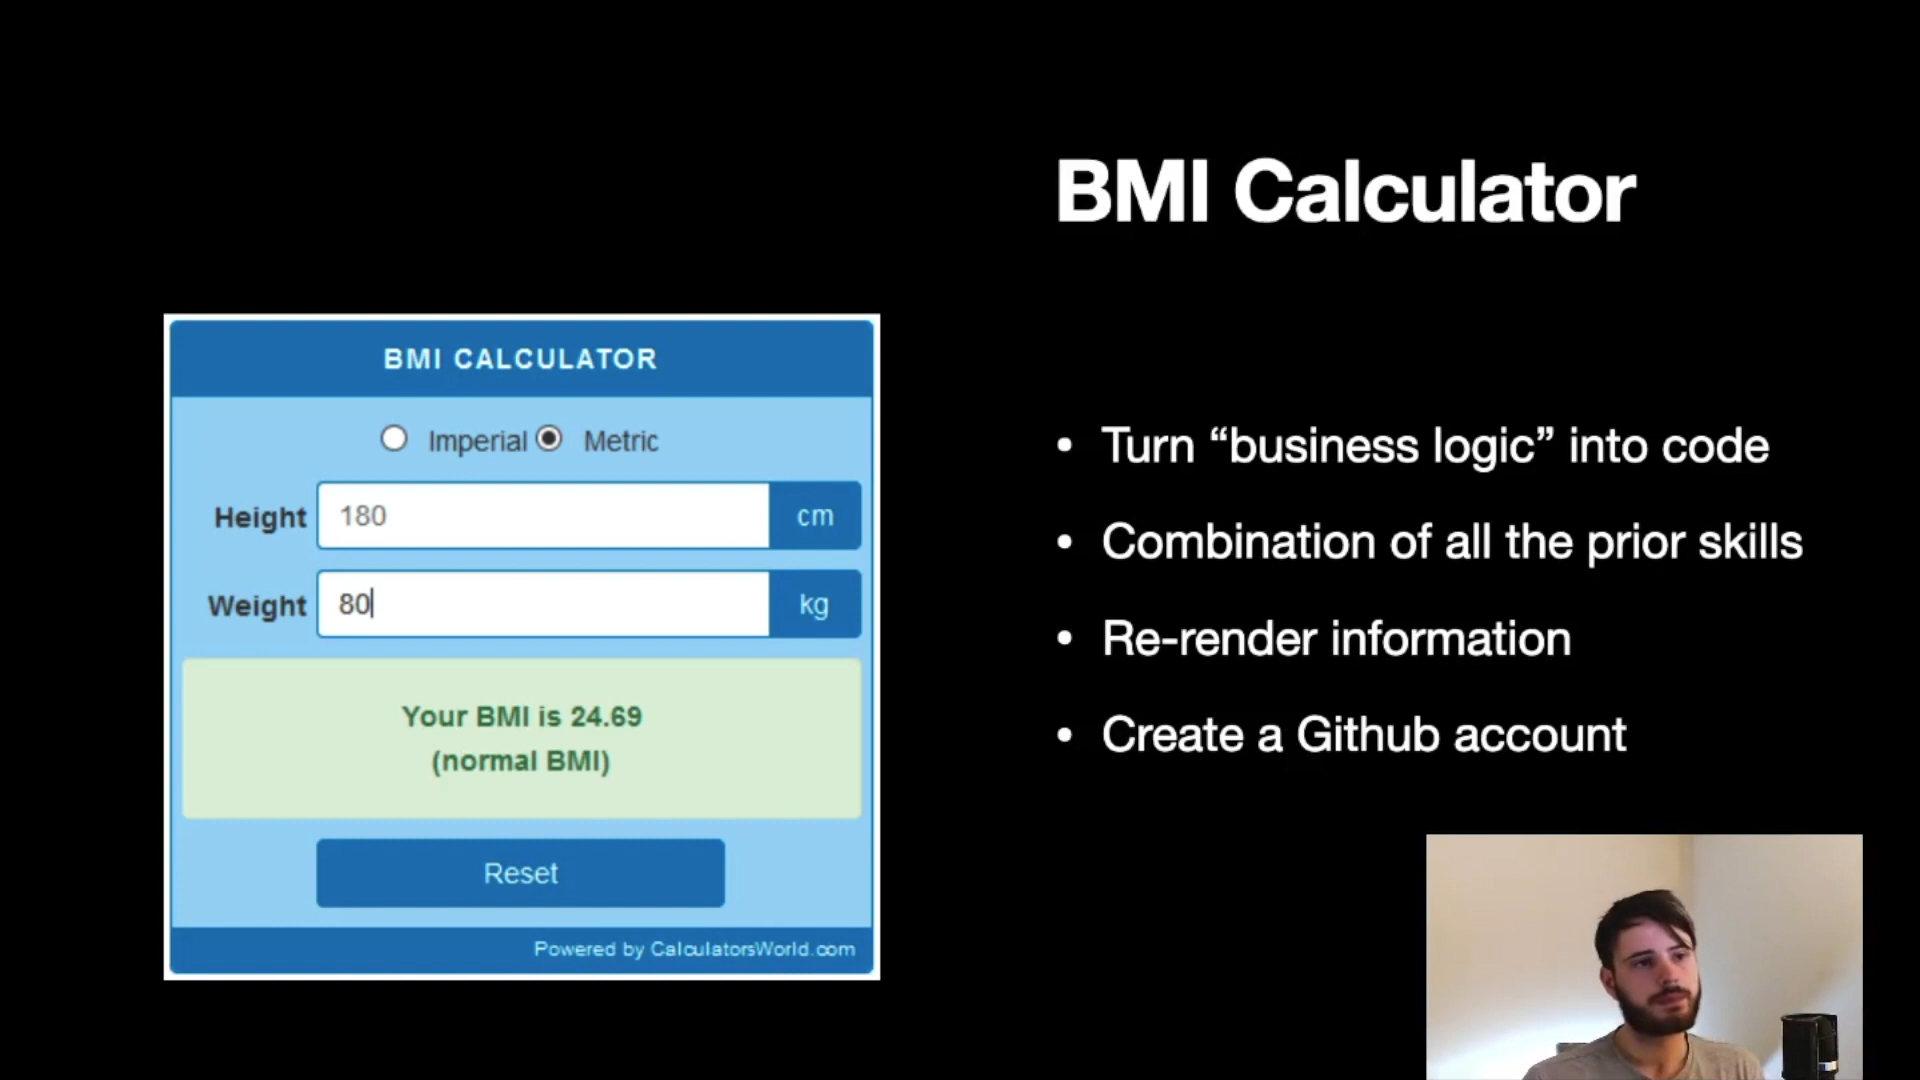 BMI Calculator
BMI CALCULATOR
Imperial Metric
Height 180 cm
Weight 80 kg
Your BMI is 24.69
(normal BMI)
Reset
Powered by CalculatorsWorld.com
• Turn “business logic” into code
• Combination of all the prior skills
• Re-render information
• Create a Github account